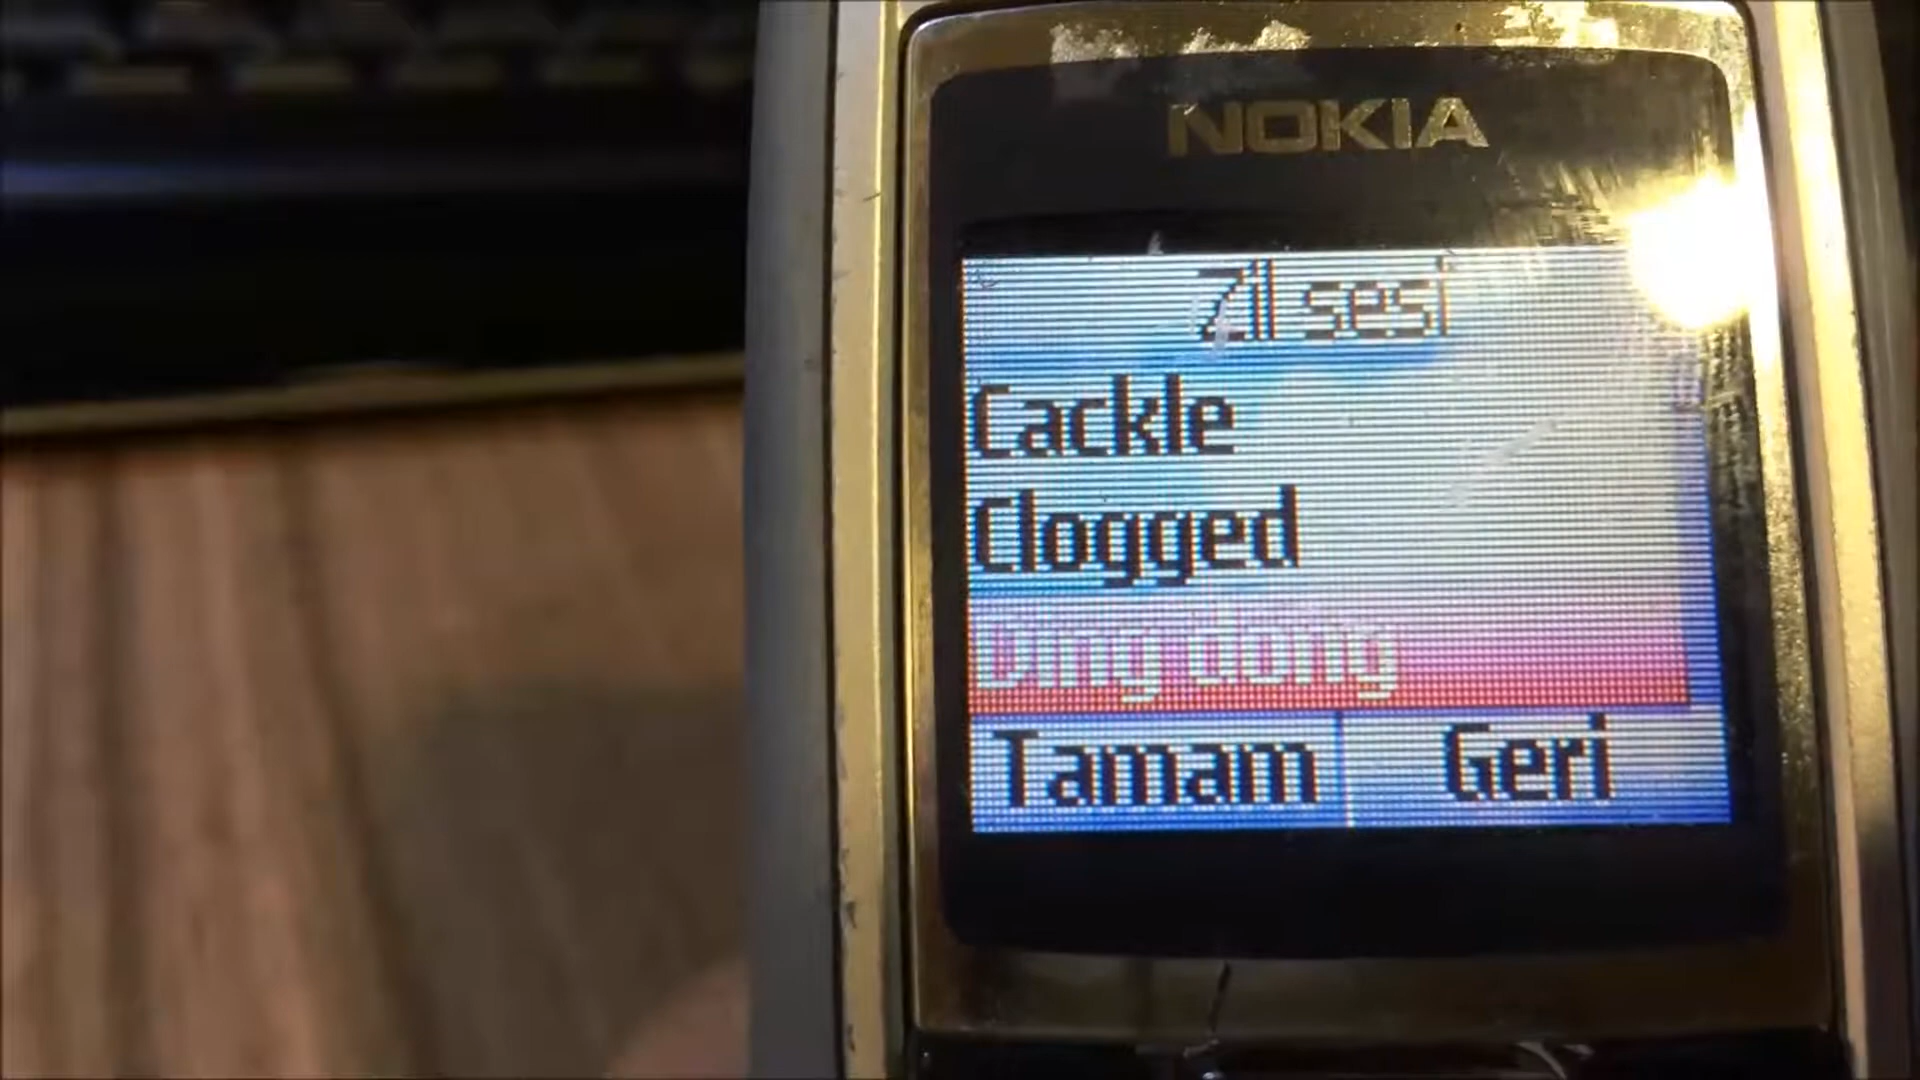 NOKIA
Zil sesi
Cackle
Clogged
Ding dong
Tamam Geri